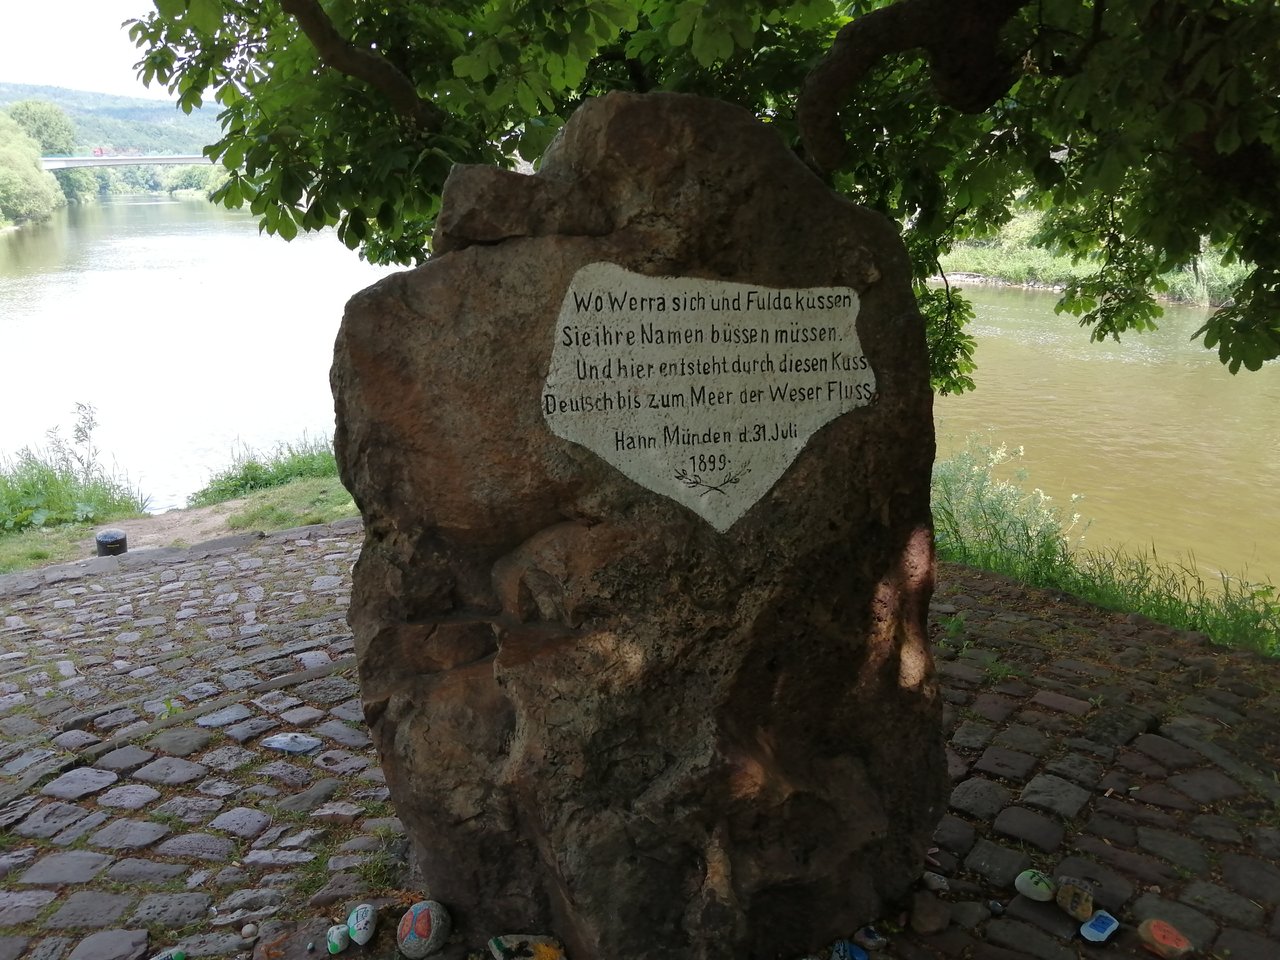 Wo Werra sich und Fulda küssen
Sie ihre Namen büssen müssen.
Und hier entsteht durch diesen Kuss
Deutsch bis zum Meer der Weser Fluss.
Hann. Münden d. 31. Juli
1899.